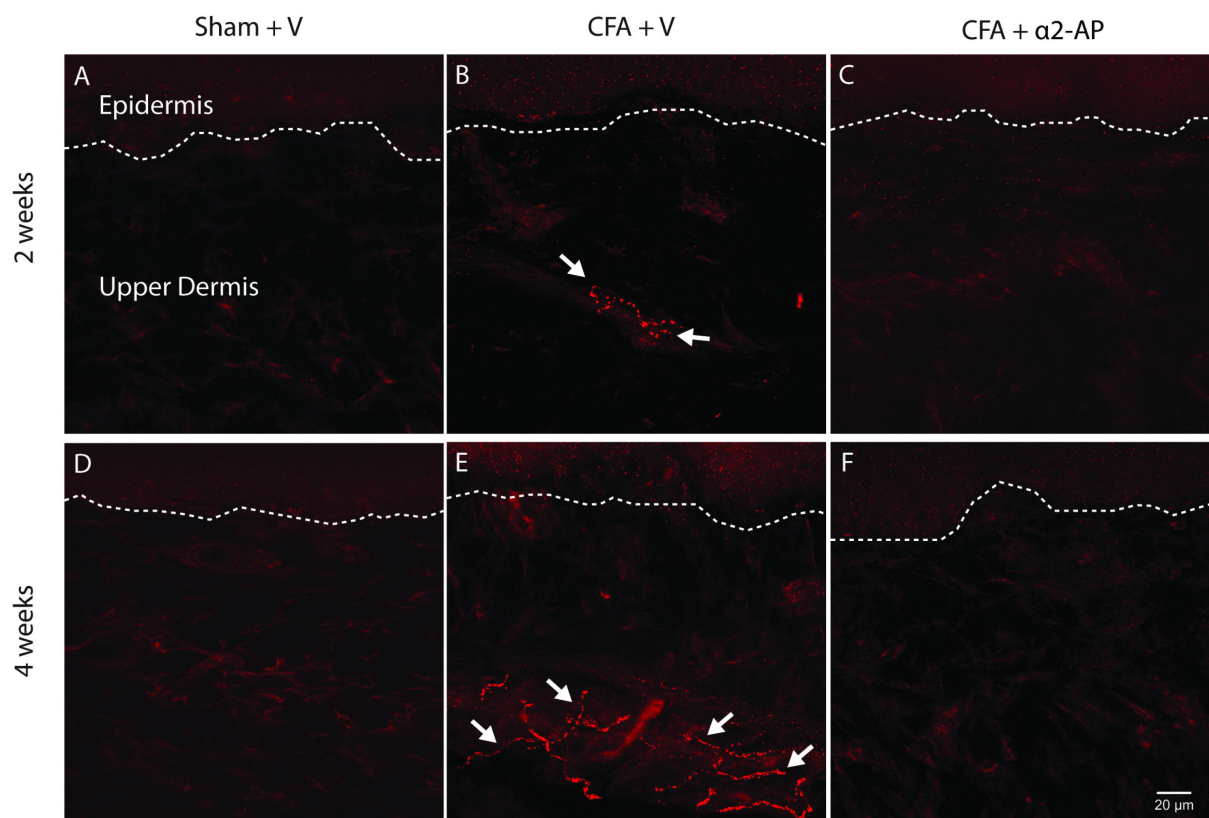 Sham + V
CFA + V
CFA + α2-AP
2 weeks
A
Epidermis
Upper Dermis
B
C
4 weeks
D
E
F
20 μm